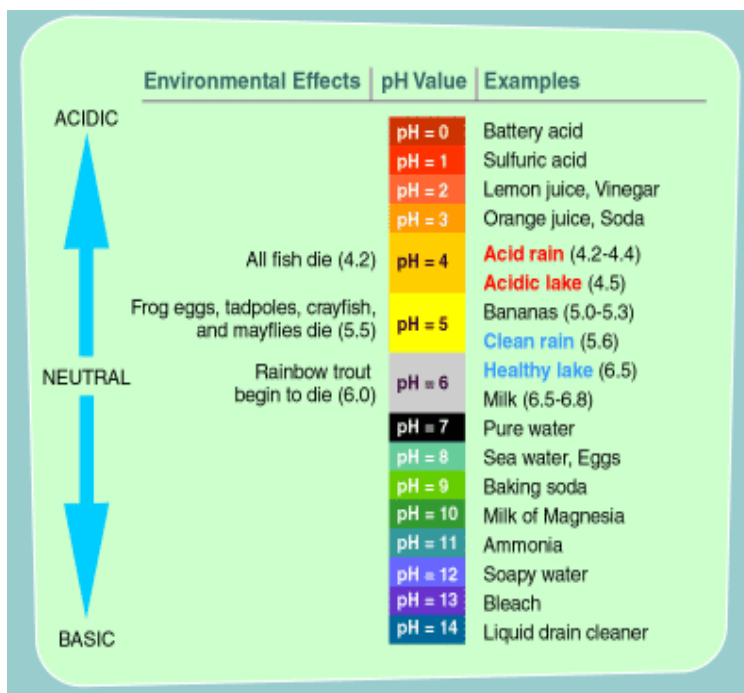 Environmental Effects pH Value Examples
ACIDIC
pH = 0 Battery acid
pH = 1 Sulfuric acid
pH = 2 Lemon juice, Vinegar
pH = 3 Orange juice, Soda
All fish die (4.2) pH = 4 Acid rain (4.2-4.4)
Acidic lake (4.5)
Frog eggs, tadpoles, crayfish,
and mayflies die (5.5) pH = 5 Bananas (5.0-5.3)
Clean rain (5.6)
NEUTRAL
Rainbow trout
begin to die (6.0) pH = 6 Healthy lake (6.5)
Milk (6.5-6.8)
pH = 7 Pure water
pH = 8 Sea water, Eggs
pH = 9 Baking soda
pH = 10 Milk of Magnesia
pH = 11 Ammonia
pH = 12 Soapy water
pH = 13 Bleach
pH = 14 Liquid drain cleaner
BASIC